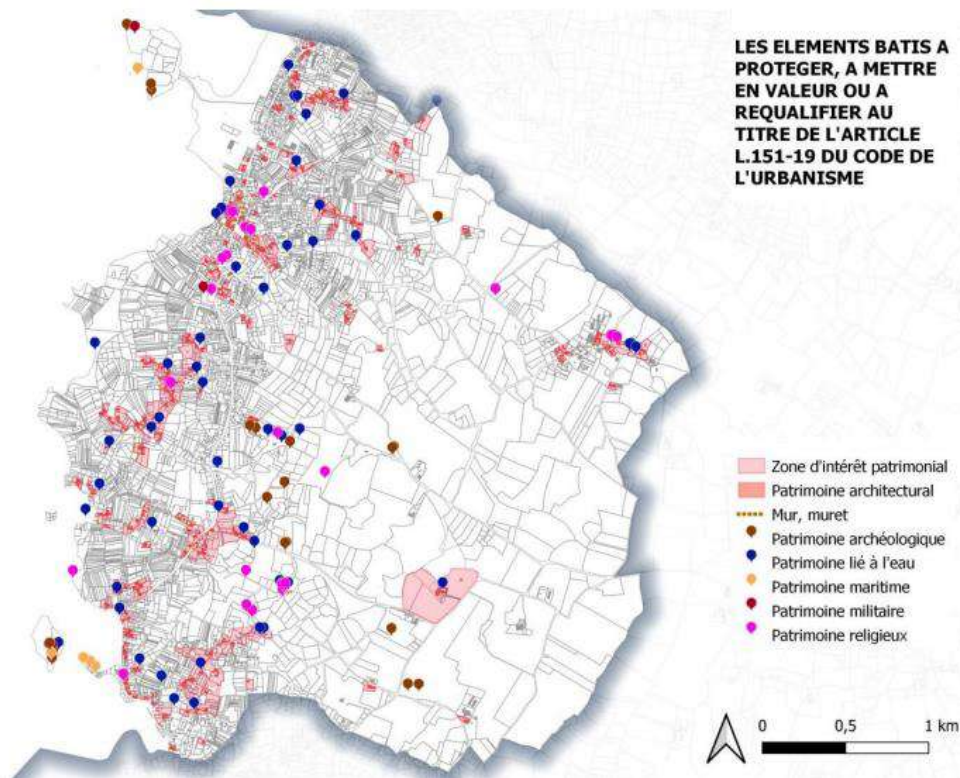 LES ELEMENTS BATIS A
PROTEGER, A METTRE
EN VALEUR OU A
REQUALIFIER AU
TITRE DE L'ARTICLE
L.151-19 DU CODE DE
L'URBANISME
Zone d'intérêt patrimonial
Patrimoine architectural
Mur, muret
Patrimoine archéologique
Patrimoine lié à l'eau
Patrimoine maritime
Patrimoine militaire
Patrimoine religieux
0 0,5 1 km